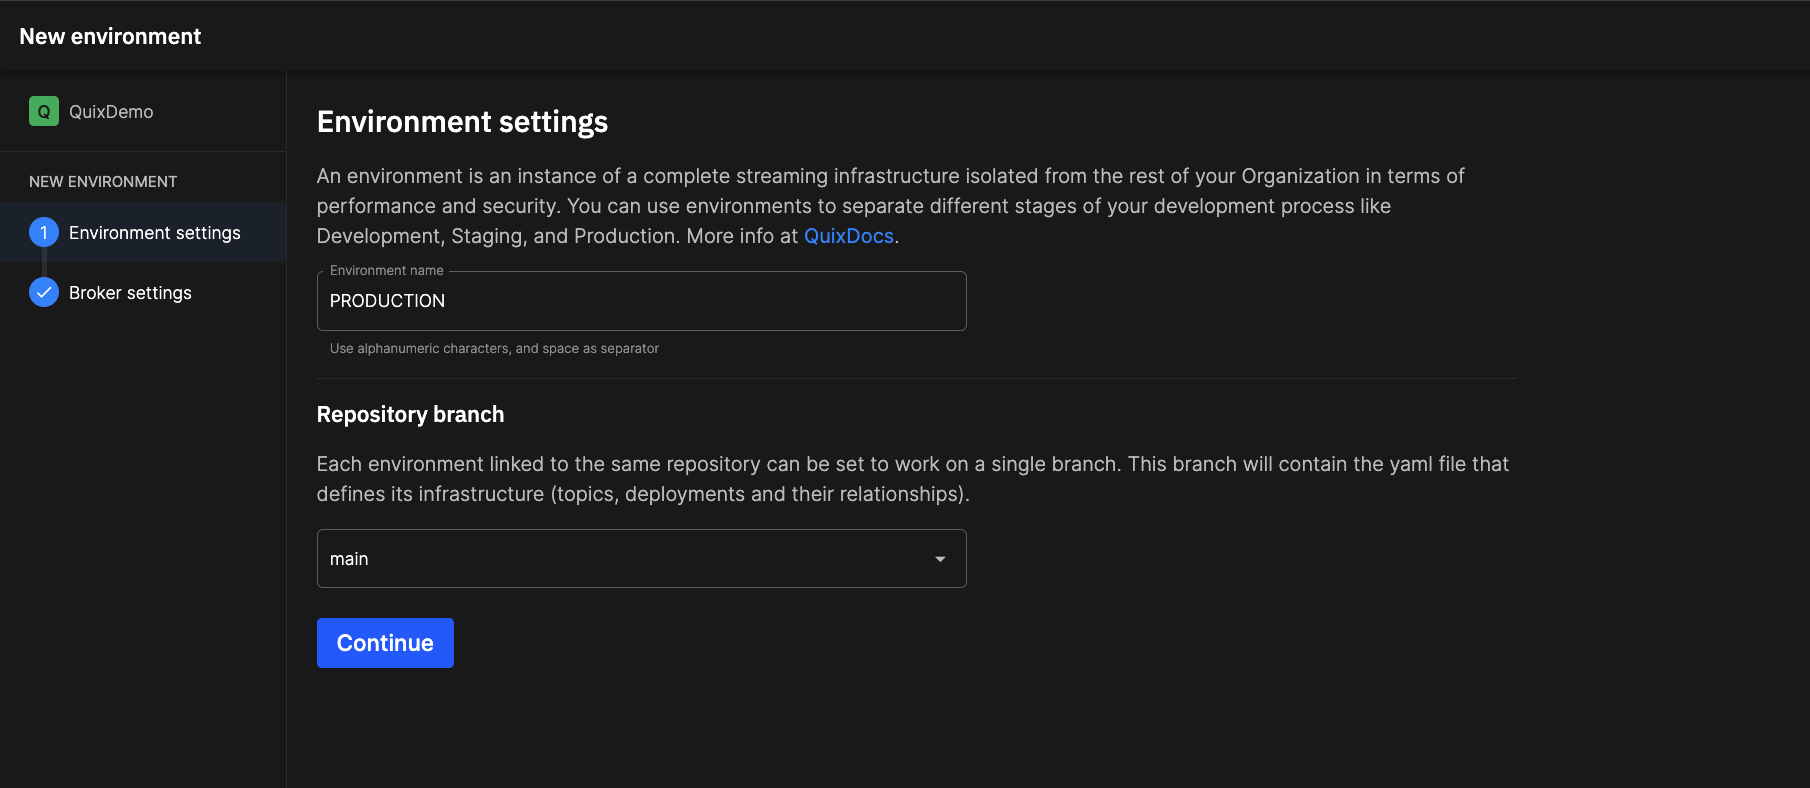 New environment
Q QuixDemo
NEW ENVIRONMENT
1 Environment settings
Broker settings
Environment settings
An environment is an instance of a complete streaming infrastructure isolated from the rest of your Organization in terms of
performance and security. You can use environments to separate different stages of your development process like
Development, Staging, and Production. More info at QuixDocs.
Environment name
PRODUCTION
Use alphanumeric characters, and space as separator
Repository branch
Each environment linked to the same repository can be set to work on a single branch. This branch will contain the yaml file that
defines its infrastructure (topics, deployments and their relationships).
main
Continue